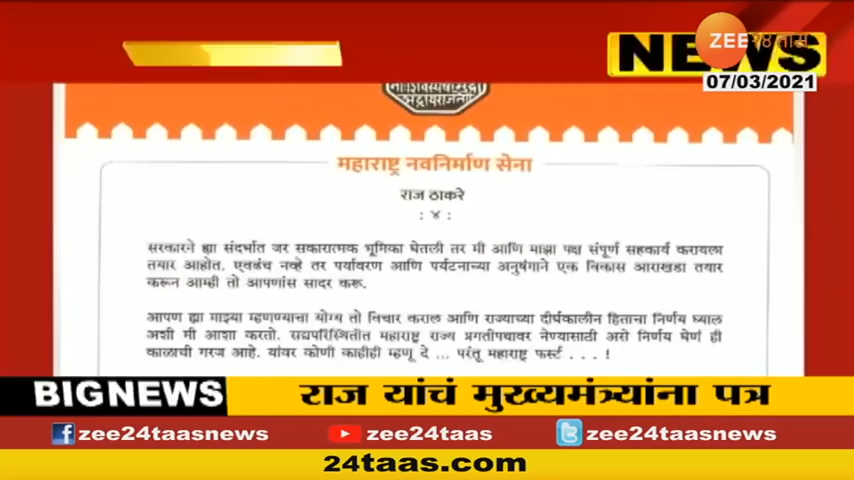 NEWS
ZEE २४ तास
07/03/2021
महाराष्ट्र नवनिर्माण सेना
राज ठाकरे
: ४ :
सरकारने ह्या संदर्भात जर सकारात्मक भूमिका घेतली तर मी आणि माझा पक्ष संपूर्ण सहकार्य करायला
तयार आहोत. एवढंच नव्हे तर पर्यावरण आणि पर्यटनाच्या अनुषंगाने एक विकास आराखडा तयार
करून आम्ही तो आपणांस सादर करू.
आपण ह्या माझ्या म्हणण्याचा योग्य तो विचार कराल आणि राज्याच्या दीर्घकालीन हिताचा निर्णय घ्याल
अशी मी आशा करतो. सद्यपरिस्थितीत महाराष्ट्र राज्य प्रगतीपथावर नेण्यासाठी असे निर्णय घेणं ही
काळाची गरज आहे. यांवर कोणी काहीही म्हणू दे ... परंतू महाराष्ट्र फर्स्ट . . . !
BIG NEWS
राज यांचं मुख्यमंत्र्यांना पत्र
zee24taasnews
zee24taas
zee24taasnews
24taas.com